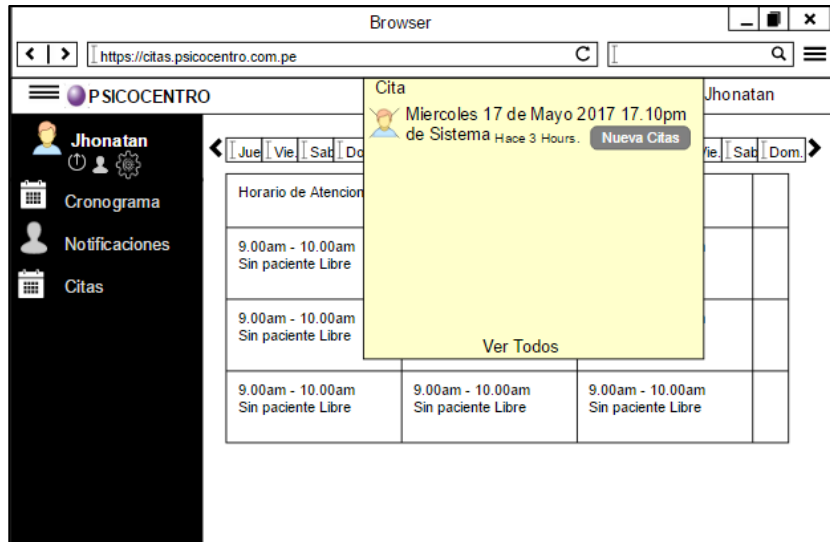 Browser
https://citas.psicocentro.com.pe
PSICOCENTRO
Cita
Jhonatan
Miercoles 17 de Mayo 2017 17.10pm
de Sistema Hace 3 Hours. Nueva Citas
Jhonatan
Jue Vie. Sab Do
Vie. Sab Dom.
Cronograma
Horario de Atencion
Notificaciones
9.00am - 10.00am
Sin paciente Libre
Citas
9.00am - 10.00am
Sin paciente Libre
Ver Todos
9.00am - 10.00am 9.00am - 10.00am 9.00am - 10.00am
Sin paciente Libre Sin paciente Libre Sin paciente Libre